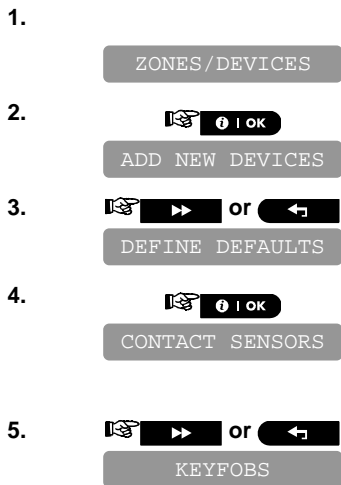 1.
ZONES/DEVICES
2.
i | OK
ADD NEW DEVICES
3. or
DEFINE DEFAULTS
4.
i | OK
CONTACT SENSORS
5. or
KEYFOBS